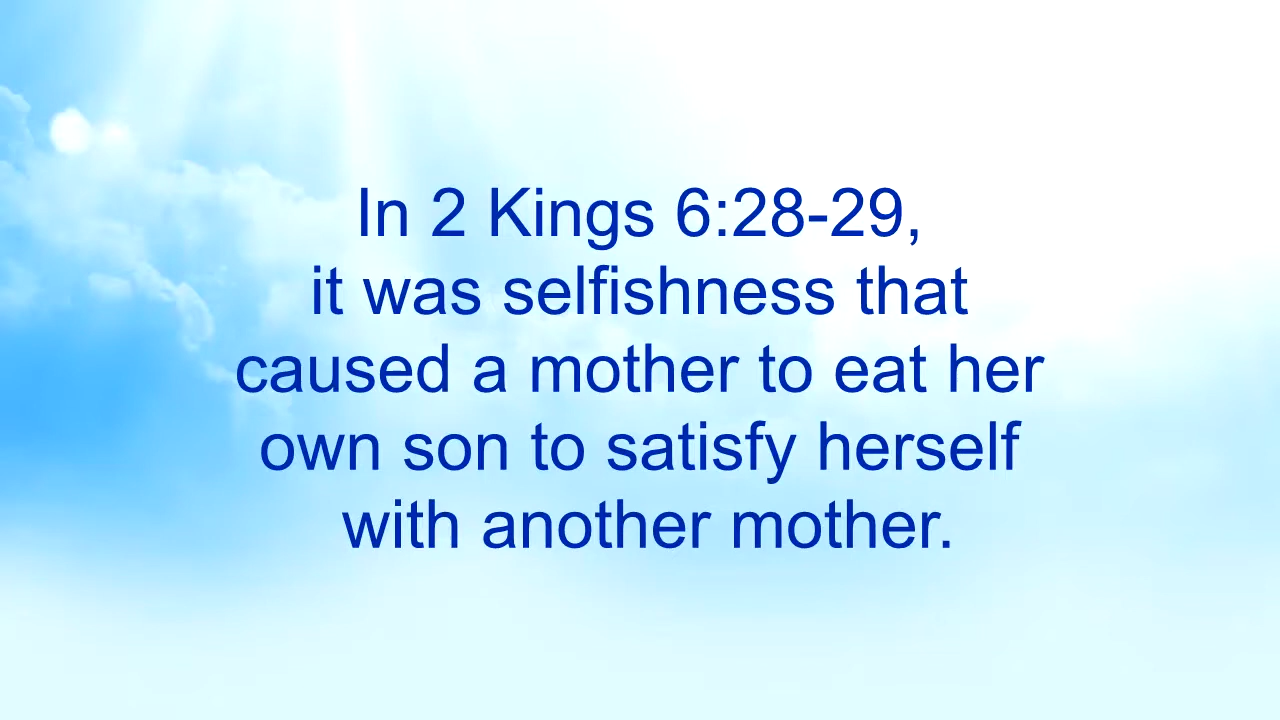 In 2 Kings 6:28-29,
it was selfishness that
caused a mother to eat her
own son to satisfy herself
with another mother.